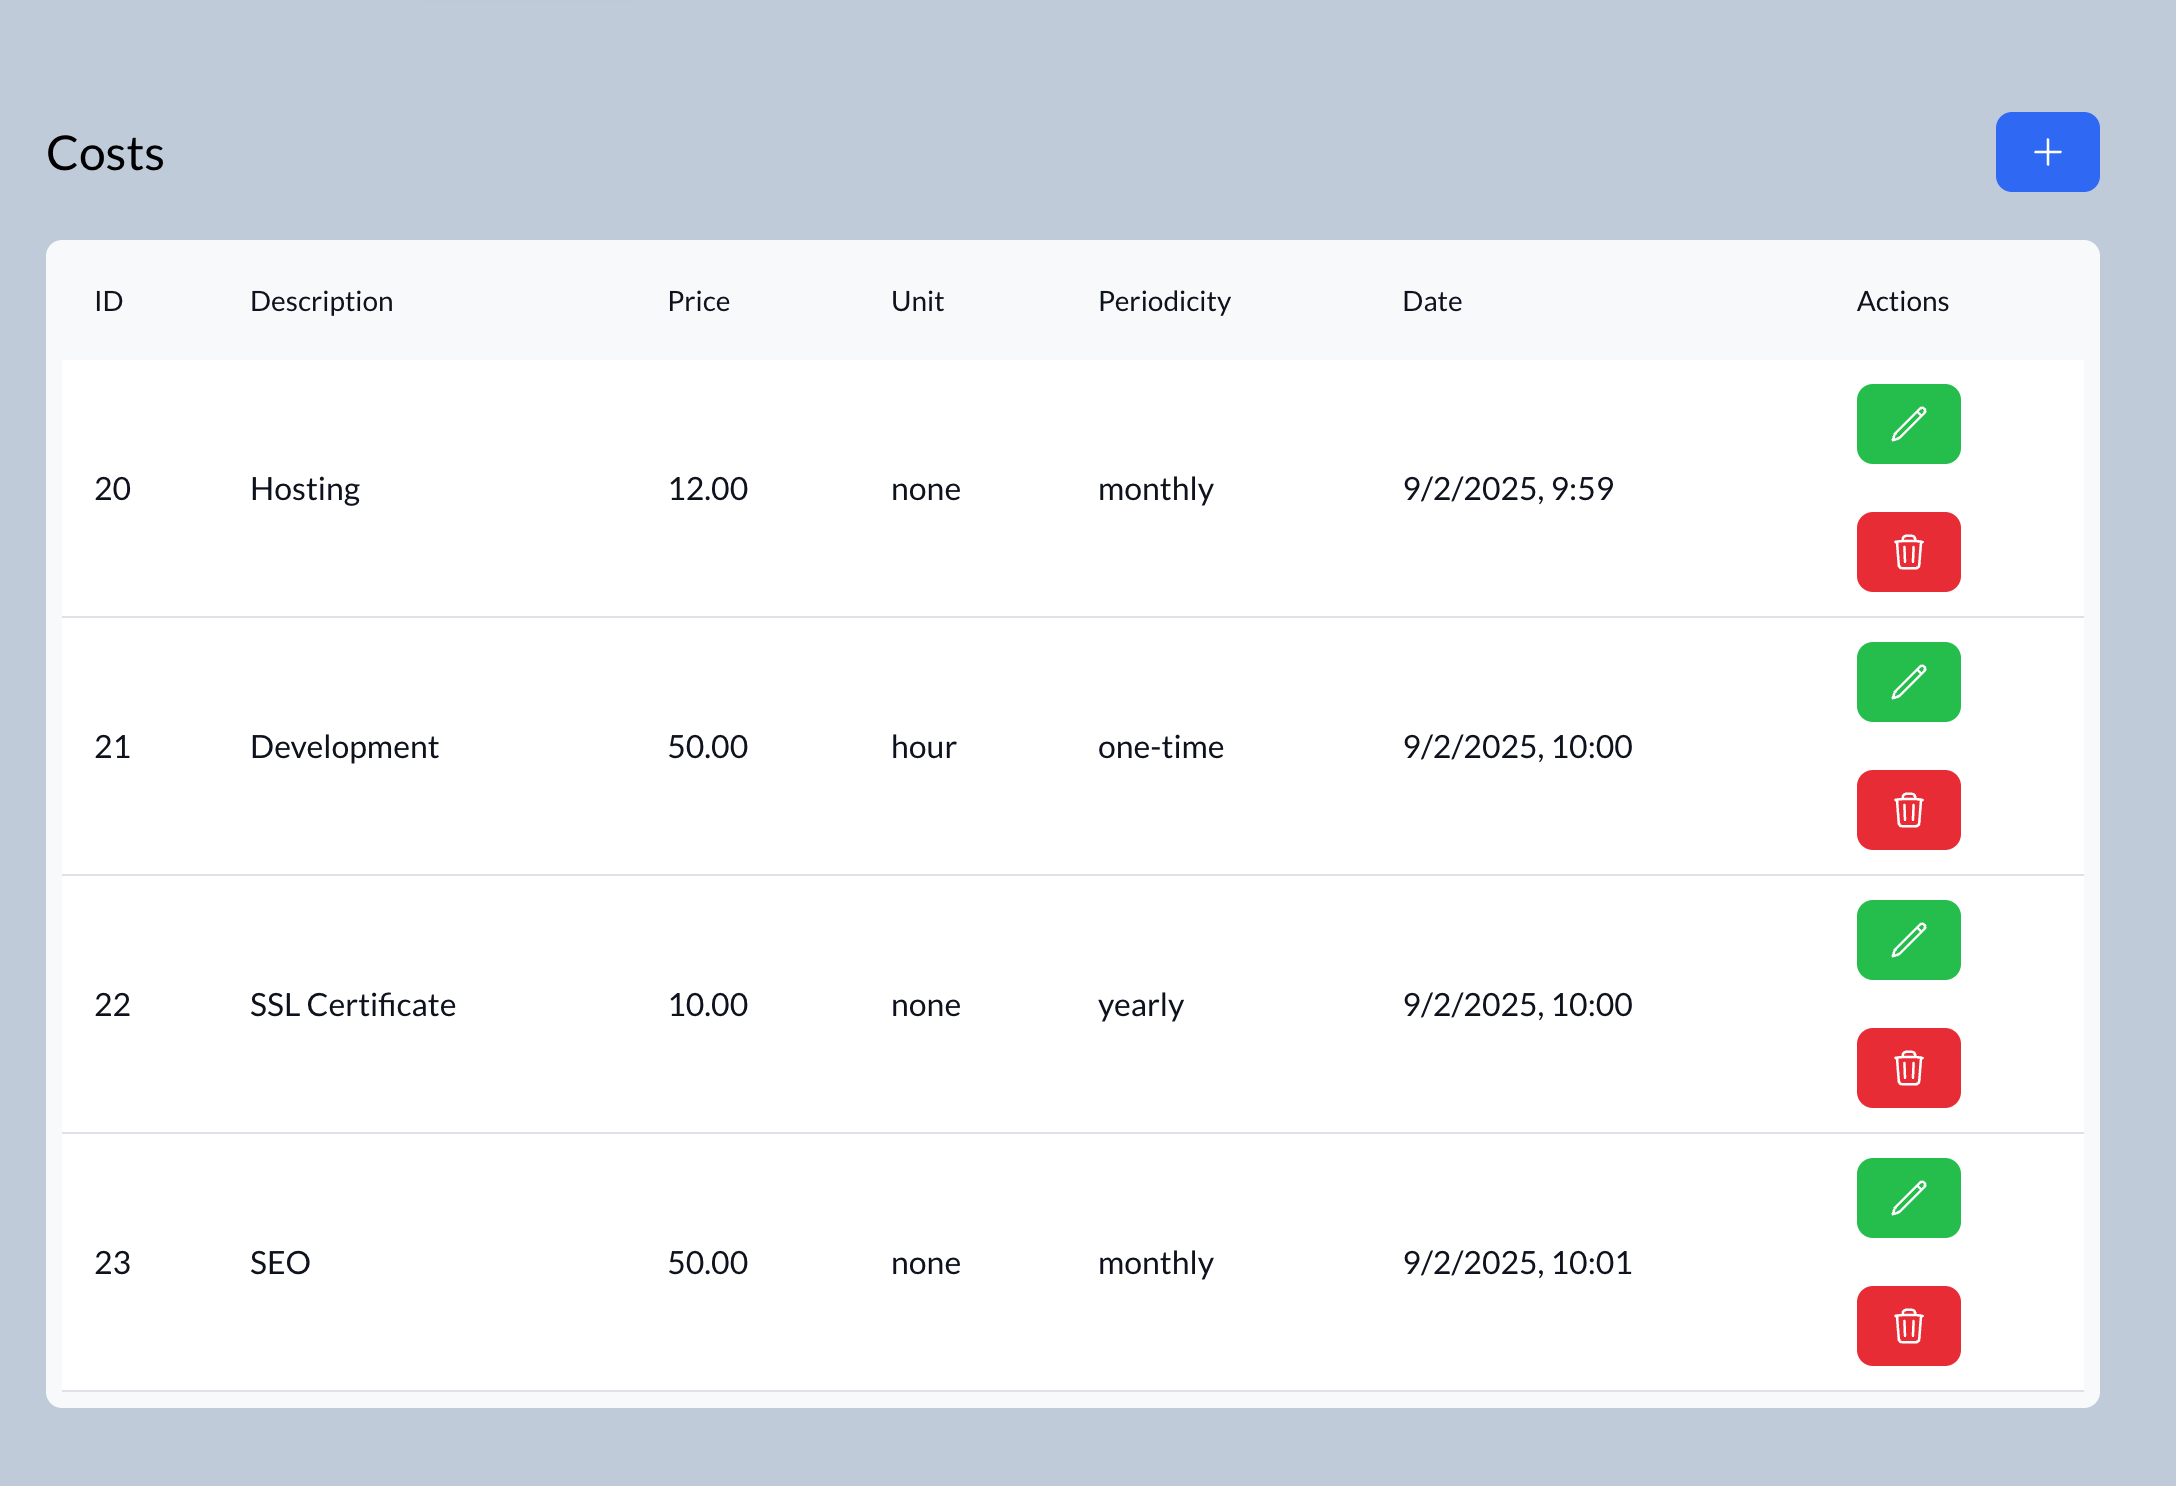 Costs
ID Description Price Unit Periodicity Date Actions
20 Hosting 12.00 none monthly 9/2/2025, 9:59
21 Development 50.00 hour one-time 9/2/2025, 10:00
22 SSL Certificate 10.00 none yearly 9/2/2025, 10:00
23 SEO 50.00 none monthly 9/2/2025, 10:01